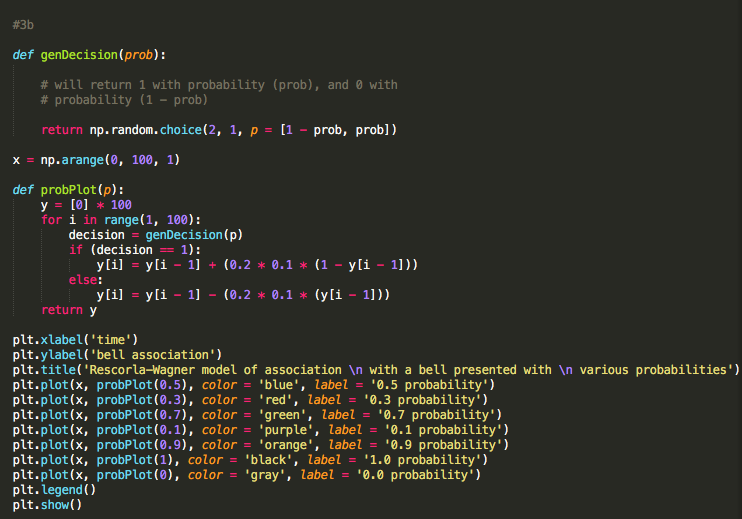 #3b
def genDecision(prob):
# will return 1 with probability (prob), and 0 with
# probability (1 - prob)
return np.random.choice(2, 1, p = [1 - prob, prob])
x = np.arange(0, 100, 1)
def probPlot(p):
y = [0] * 100
for i in range(1, 100):
decision = genDecision(p)
if (decision == 1):
y[i] = y[i - 1] + (0.2 * 0.1 * (1 - y[i - 1]))
else:
y[i] = y[i - 1] - (0.2 * 0.1 * (y[i - 1]))
return y
plt.xlabel('time')
plt.ylabel('bell association')
plt.title('Rescorla-Wagner model of association \n with a bell presented with \n various probabilities')
plt.plot(x, probPlot(0.5), color = 'blue', label = '0.5 probability')
plt.plot(x, probPlot(0.3), color = 'red', label = '0.3 probability')
plt.plot(x, probPlot(0.7), color = 'green', label = '0.7 probability')
plt.plot(x, probPlot(0.1), color = 'purple', label = '0.1 probability')
plt.plot(x, probPlot(0.9), color = 'orange', label = '0.9 probability')
plt.plot(x, probPlot(1), color = 'black', label = '1.0 probability')
plt.plot(x, probPlot(0), color = 'gray', label = '0.0 probability')
plt.legend()
plt.show()